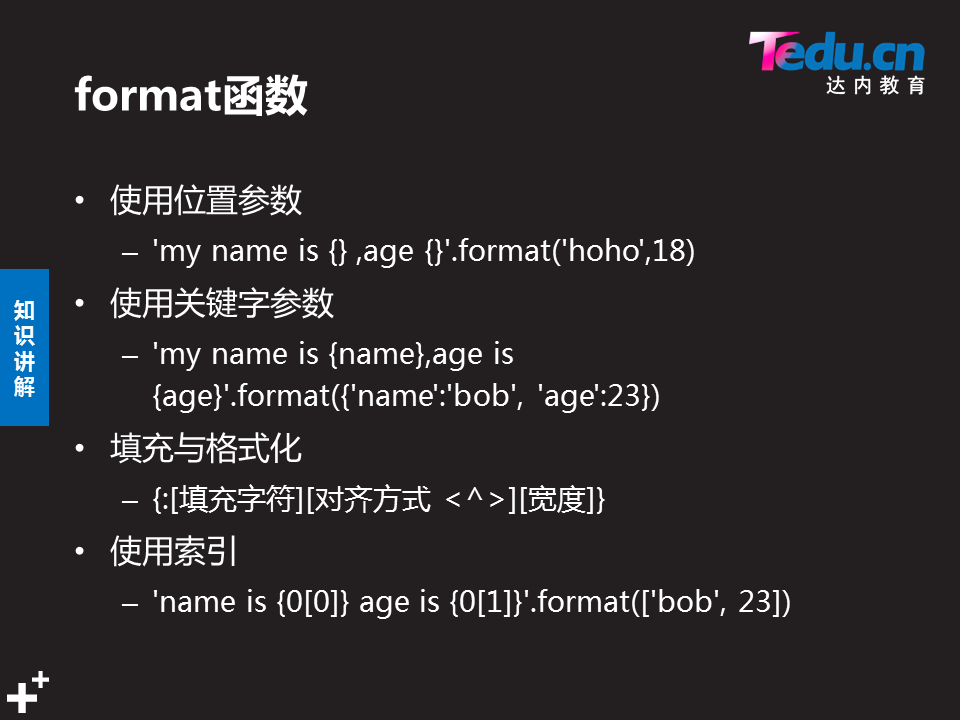 Tedu.cn
达内教育
format函数
• 使用位置参数
– 'my name is {} ,age {}'.format('hoho',18)
• 使用关键字参数
– 'my name is {name},age is
{age}'.format({'name':'bob', 'age':23})
• 填充与格式化
– {:[填充字符][对齐方式 <^>][宽度]}
• 使用索引
– 'name is {0[0]} age is {0[1]}'.format(['bob', 23])
知
识
讲
解